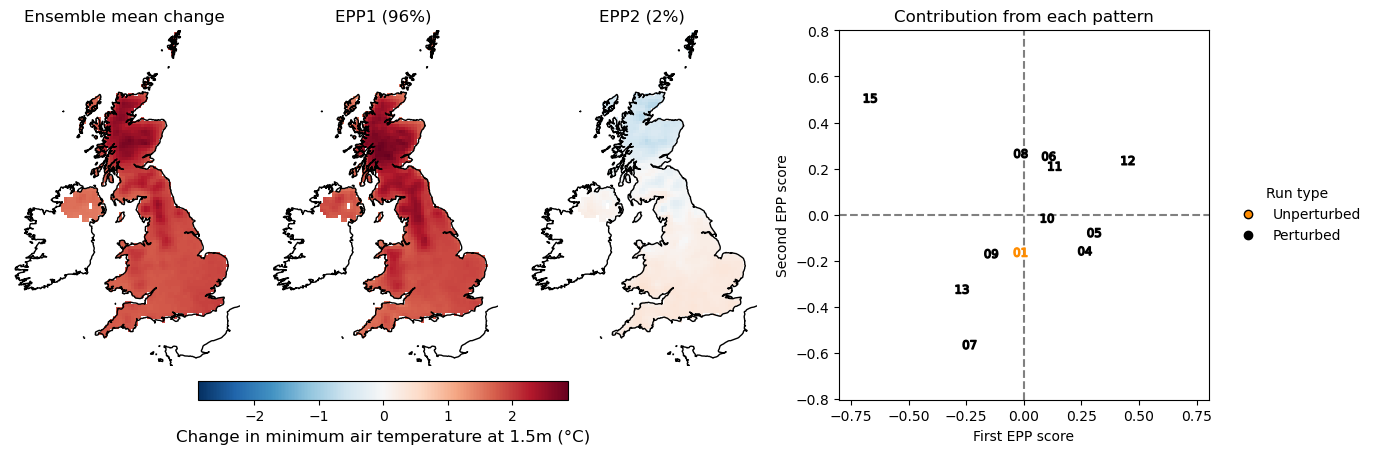 Ensemble mean change
EPP1 (96%)
EPP2 (2%)
−2 −1 0 1 2
Change in minimum air temperature at 1.5m (°C)
Contribution from each pattern
Second EPP score
0.8
0.6
0.4
0.2
0.0
−0.2
−0.4
−0.6
−0.8
15
08
06
11
12
10
05
04
01
09
13
07
−0.75 −0.50 −0.25 0.00 0.25 0.50 0.75
First EPP score
Run type
Unperturbed
Perturbed